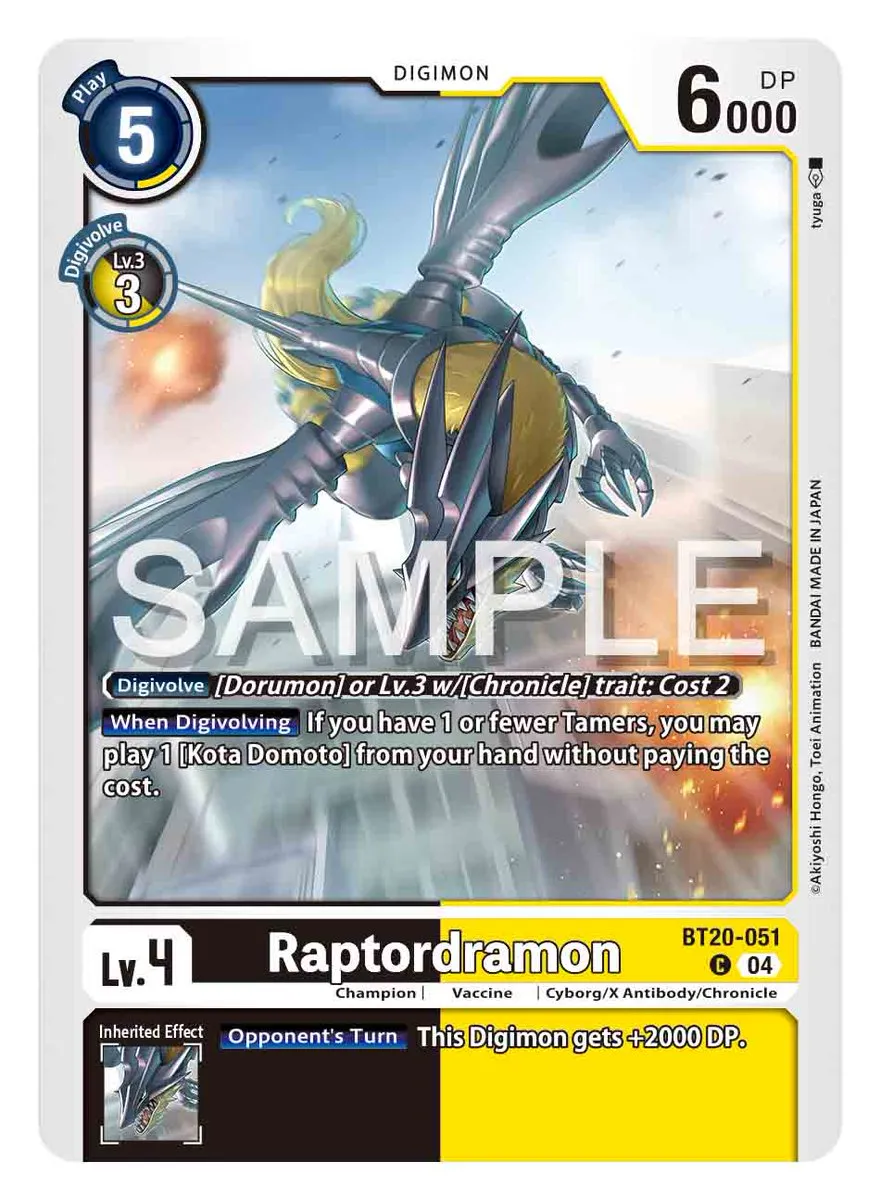 DIGIMON
Play
5
DP
6000
Digivolve
Lv.3
3
tyuga
BANDAI MADE IN JAPAN
©Akiyoshi Hongo, Toei Animation
SAMPLE
Digivolve [Dorumon] or Lv.3 w/[Chronicle] trait: Cost 2
When Digivolving If you have 1 or fewer Tamers, you may
play 1 [Kota Domoto] from your hand without paying the
cost.
Lv.4
Raptordramon
BT20-051
C 04
Champion | Vaccine | Cyborg/X Antibody/Chronicle
Inherited Effect
Opponent's Turn This Digimon gets +2000 DP.